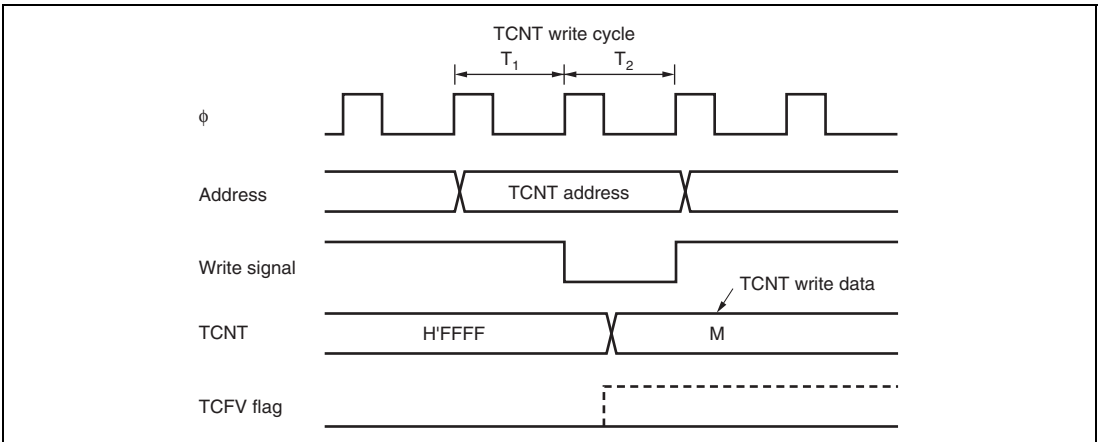 TCNT write cycle
T1 T2
ϕ
Address TCNT address
Write signal
TCNT write data
TCNT H'FFFF M
TCFV flag